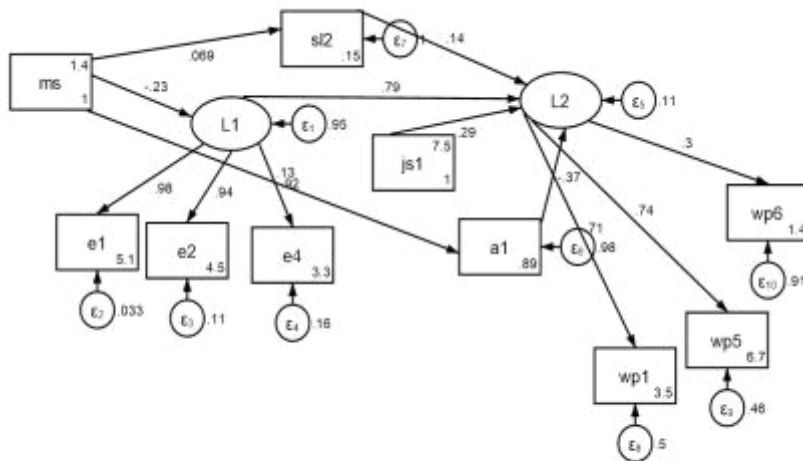 1.4
ms
1
sl2
.15
ε7
1
.14
.069
-.23
.79
L1
ε1
.95
L2
ε5
.11
.29
7.5
js1
1
.3
-.37
.13
.92
.98
.94
.74
wp6
1.4
e1
5.1
e2
4.5
e4
3.3
a1
.89
ε6
.98
.71
ε10
.91
ε2
.033
ε3
.11
ε4
.16
wp5
6.7
wp1
3.5
ε9
.46
ε8
.5